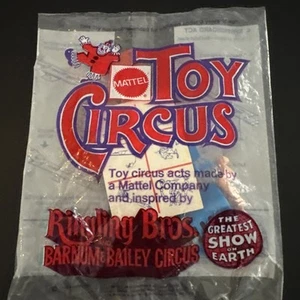 TOY
MATTEL
CIRCUS
Toy circus acts made by
a Mattel Company
and inspired by
Ringling Bros.
BARNUM & BAILEY CIRCUS
THE
GREATEST
SHOW
ON
EARTH